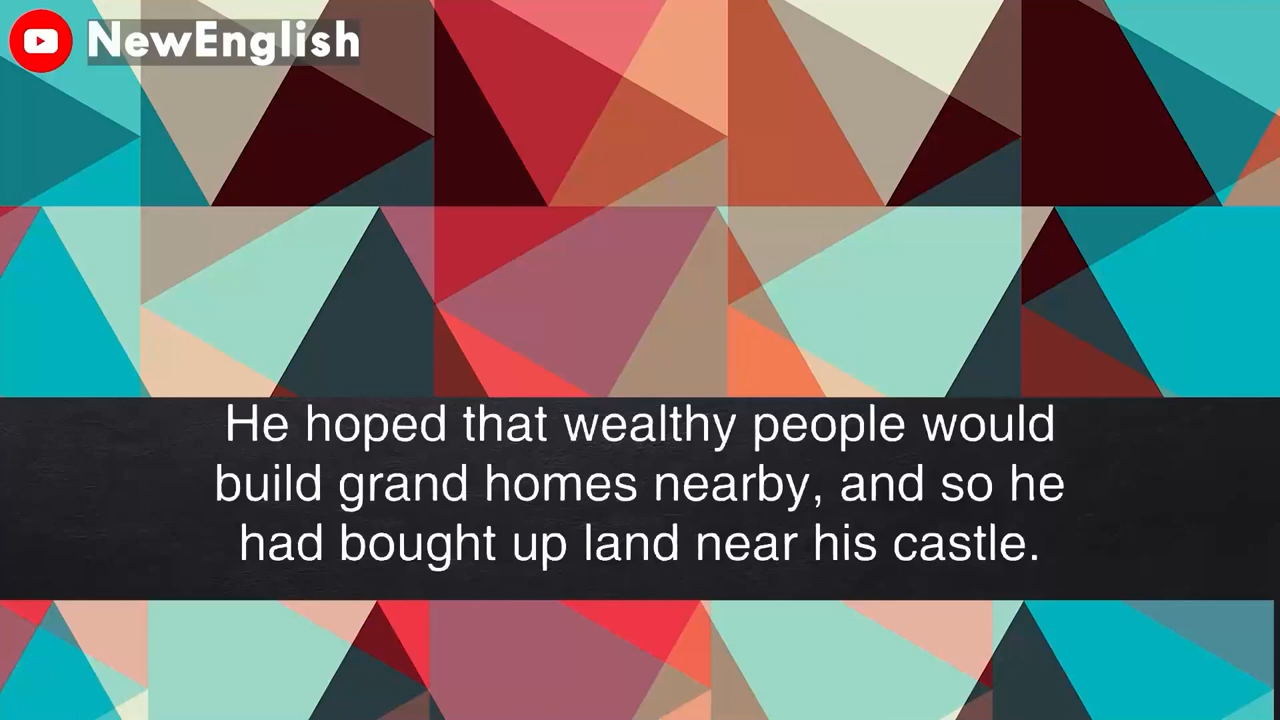 NewEnglish
He hoped that wealthy people would
build grand homes nearby, and so he
had bought up land near his castle.